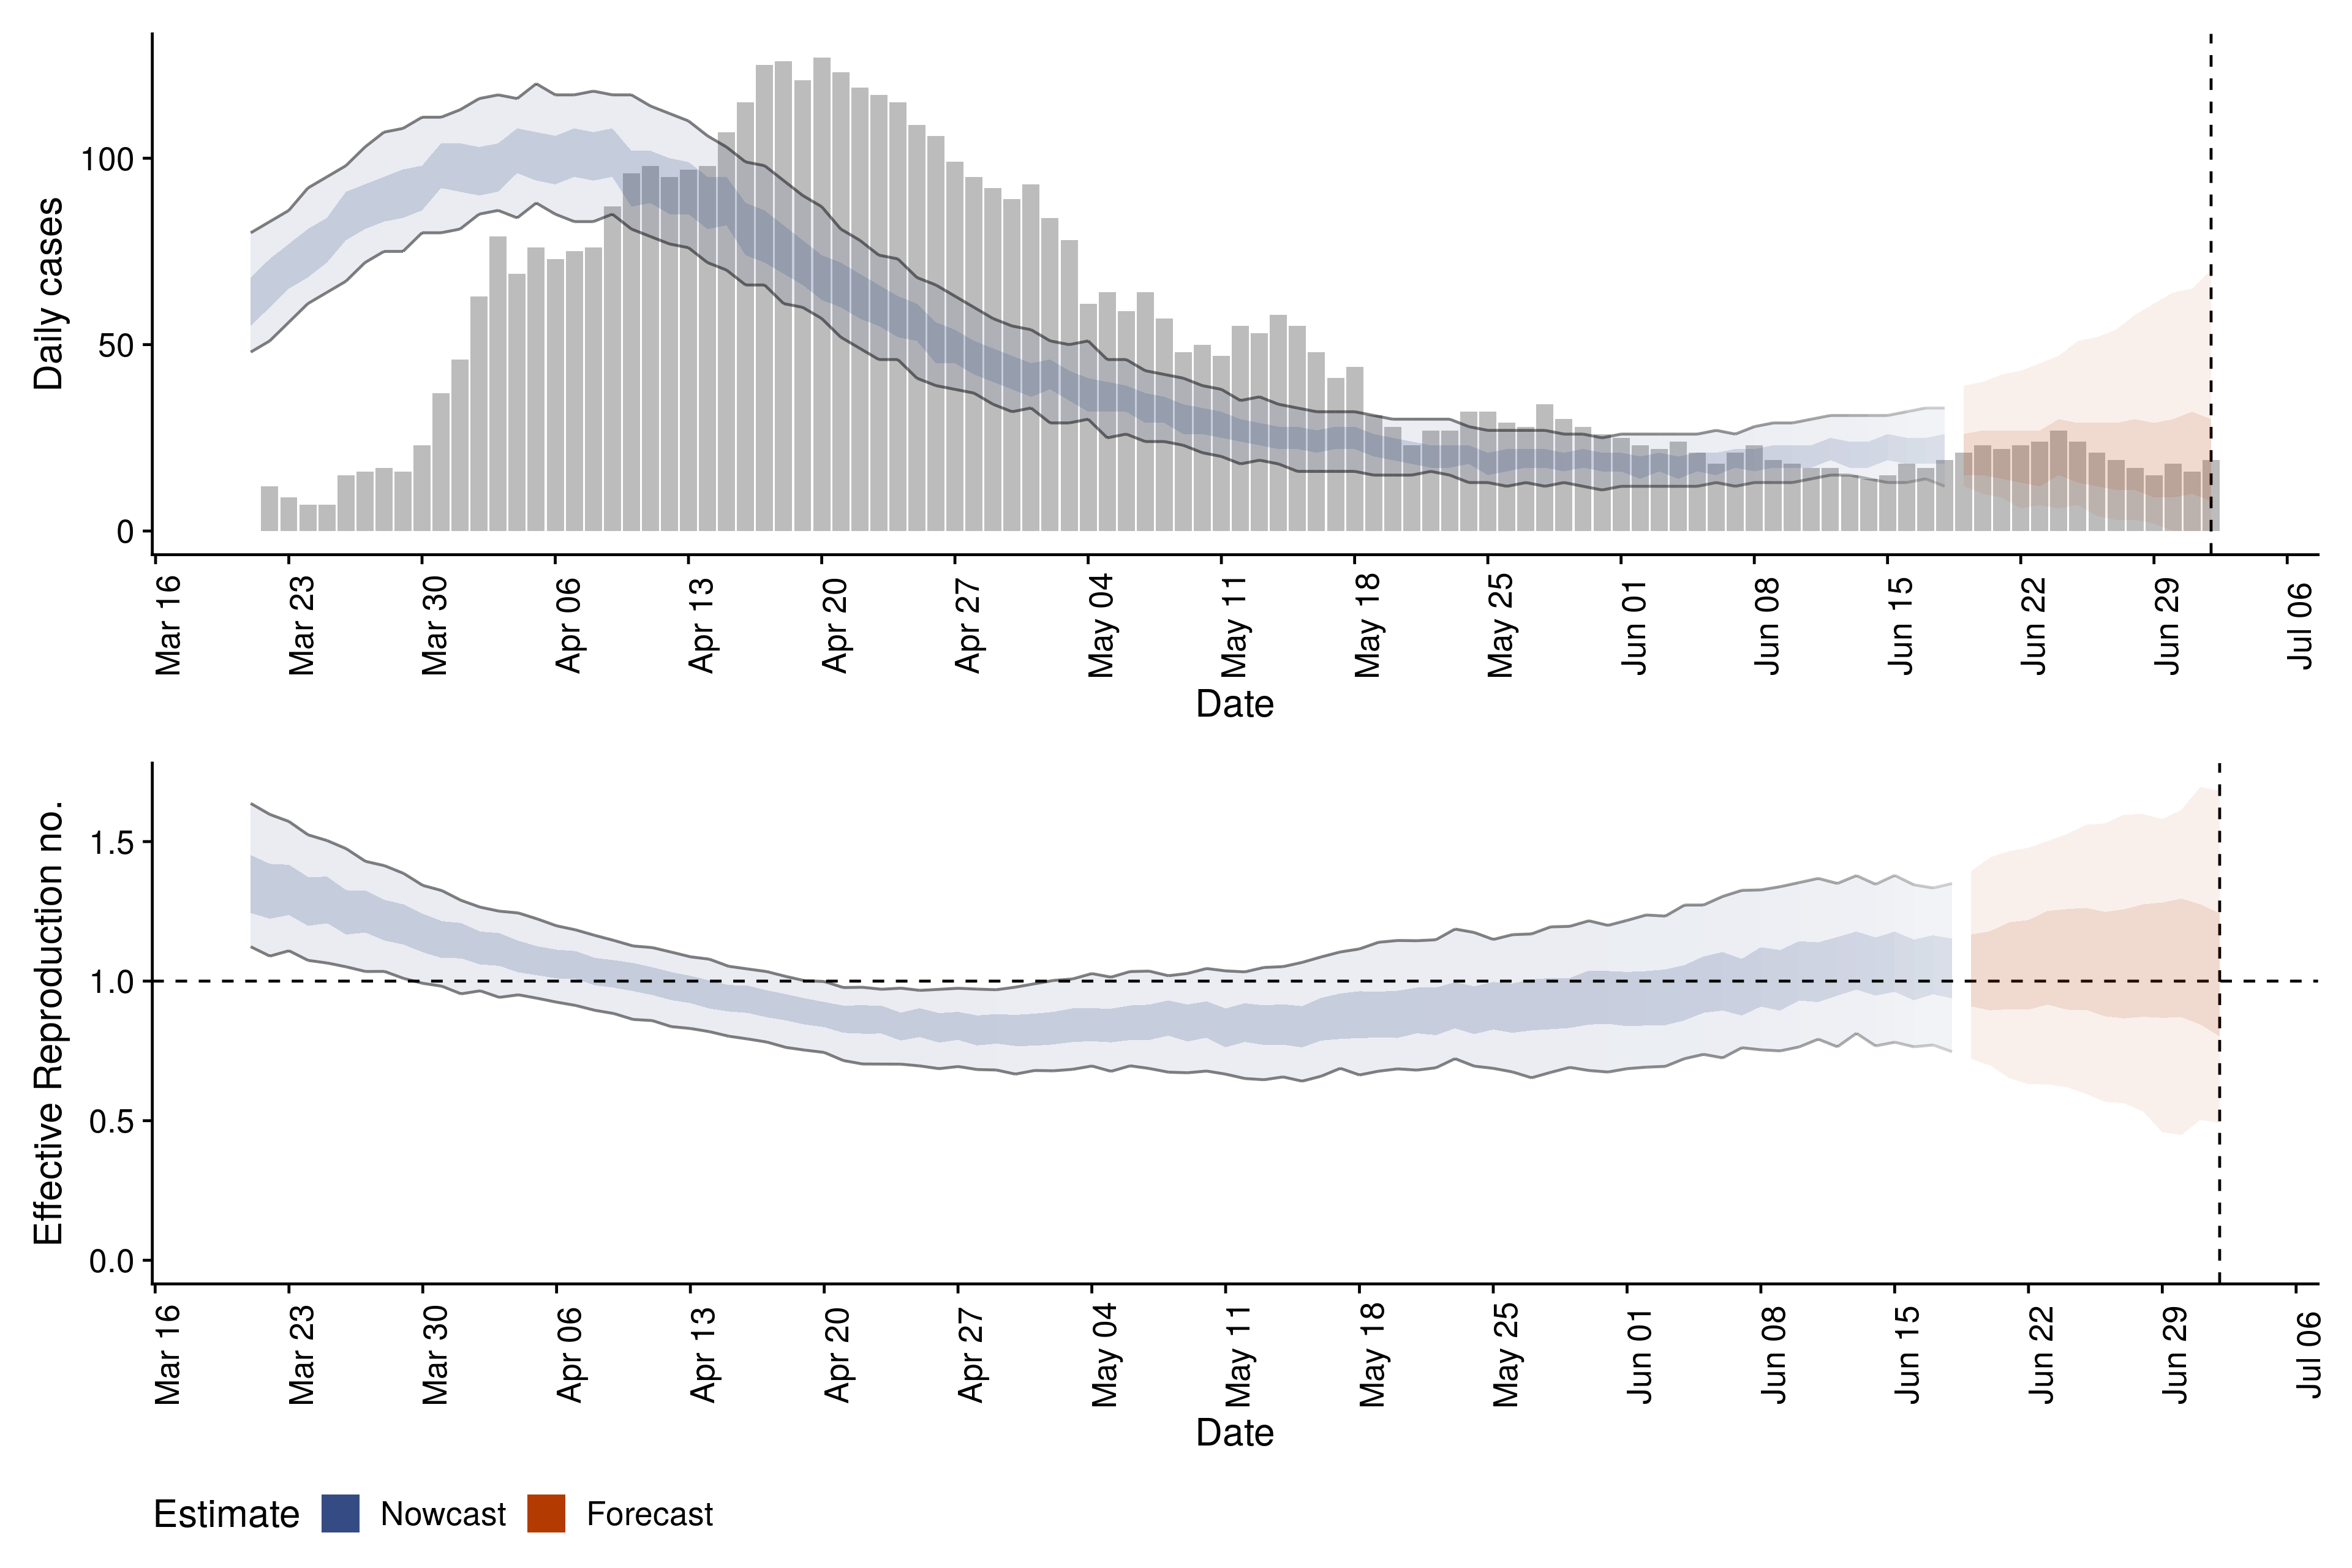 Daily cases
100
50
0
Mar 16
Mar 23
Mar 30
Apr 06
Apr 13
Apr 20
Apr 27
May 04
May 11
May 18
May 25
Jun 01
Jun 08
Jun 15
Jun 22
Jun 29
Jul 06
Date
Effective Reproduction no.
1.5
1.0
0.5
0.0
Mar 16
Mar 23
Mar 30
Apr 06
Apr 13
Apr 20
Apr 27
May 04
May 11
May 18
May 25
Jun 01
Jun 08
Jun 15
Jun 22
Jun 29
Jul 06
Date
Estimate Nowcast Forecast